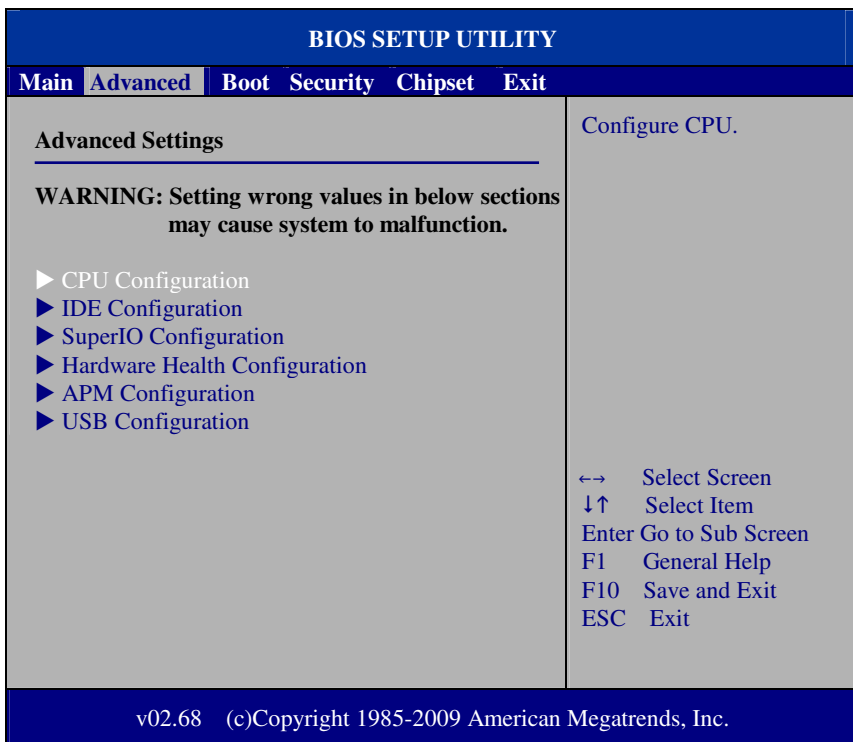 BIOS SETUP UTILITY
Main Advanced Boot Security Chipset Exit
Advanced Settings
WARNING: Setting wrong values in below sections
may cause system to malfunction.
▶ CPU Configuration
▶ IDE Configuration
▶ SuperIO Configuration
▶ Hardware Health Configuration
▶ APM Configuration
▶ USB Configuration
Configure CPU.
←→ Select Screen
↓↑ Select Item
Enter Go to Sub Screen
F1 General Help
F10 Save and Exit
ESC Exit
v02.68 (c)Copyright 1985-2009 American Megatrends, Inc.